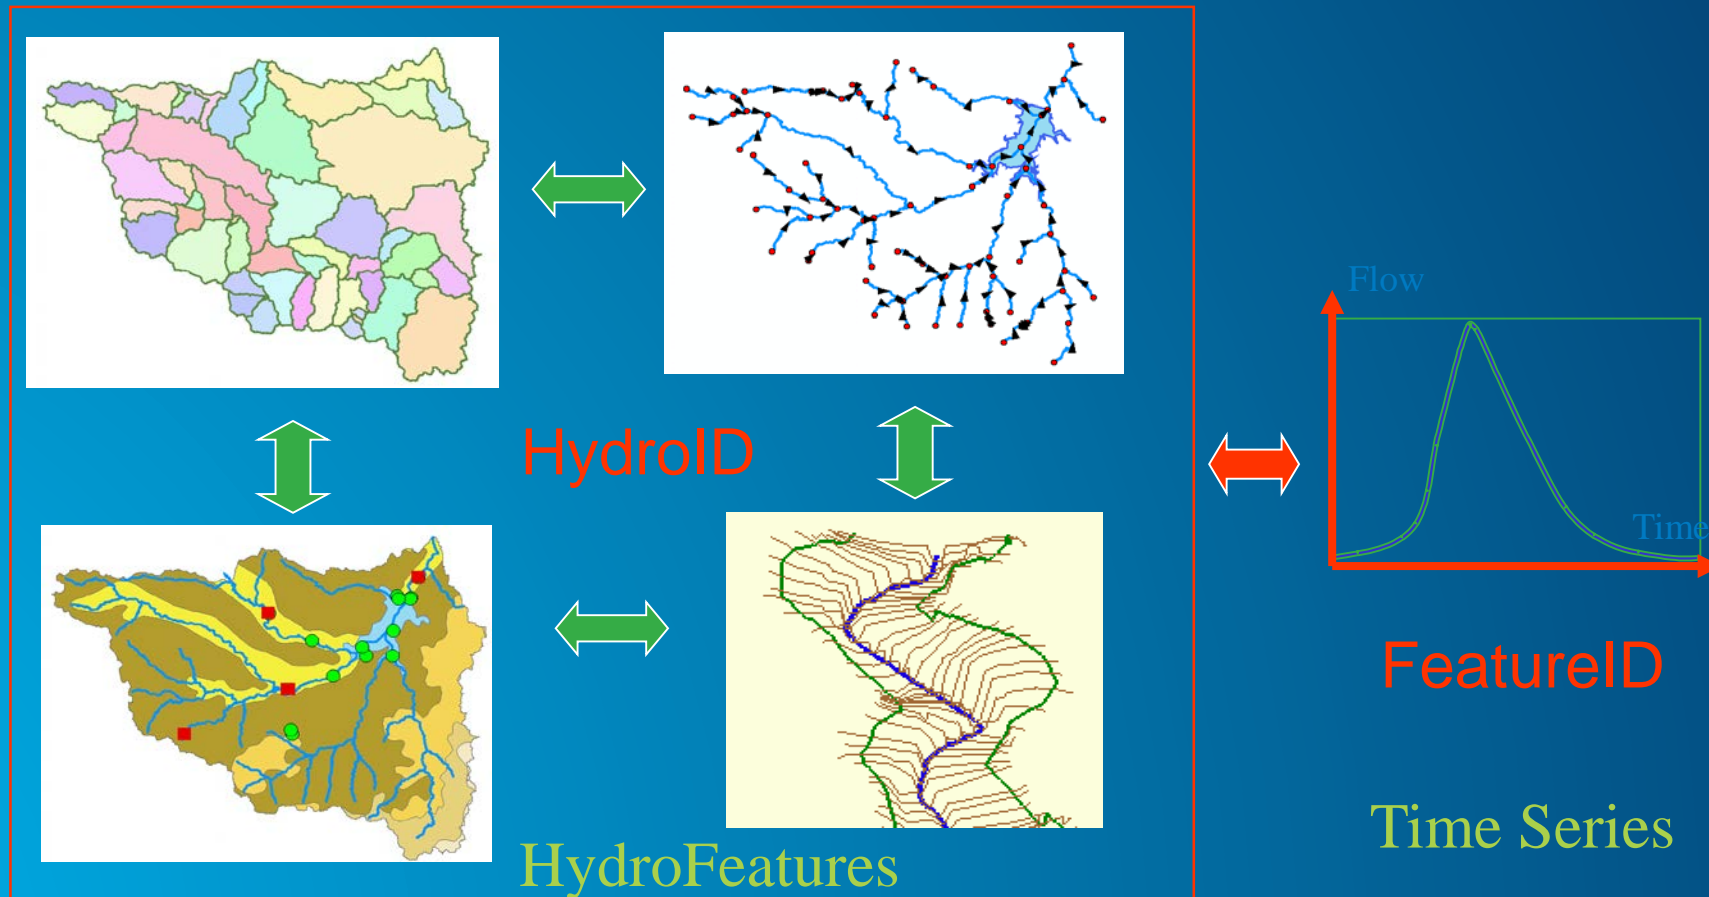 HydroID
HydroFeatures
Flow
Time
FeatureID
Time Series